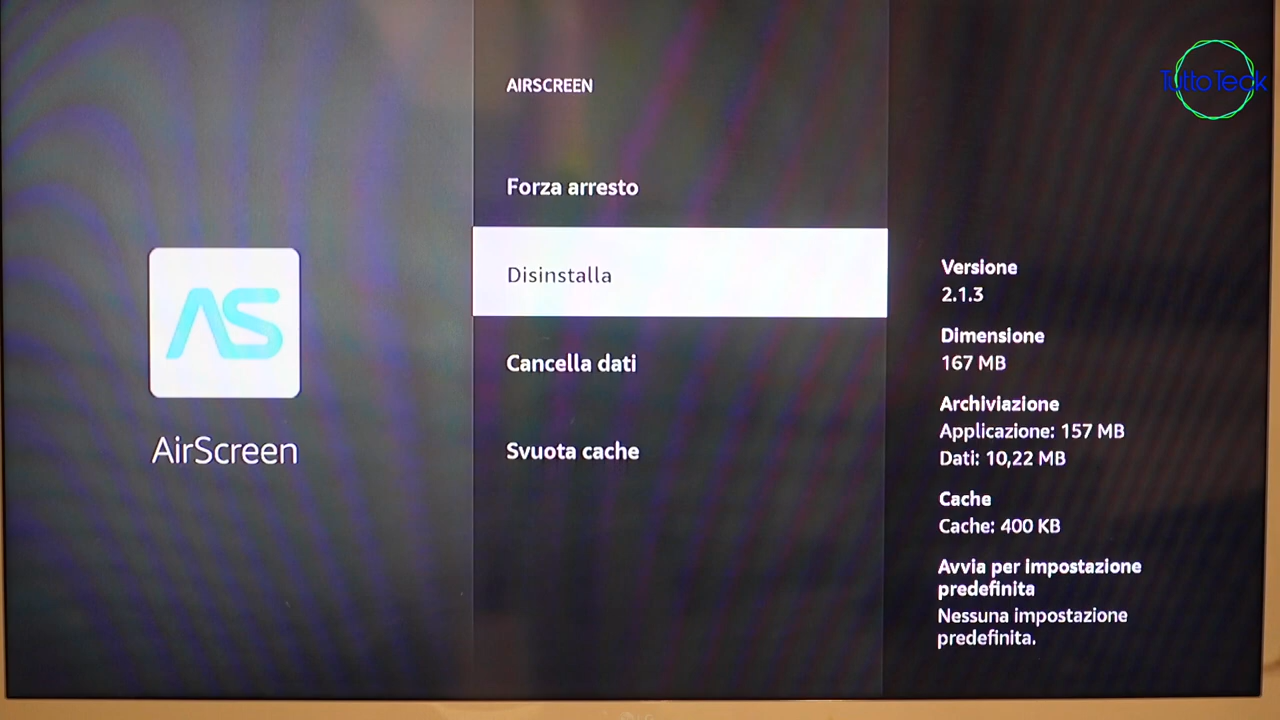 TuttoTeck
AIRSCREEN
Forza arresto
Disinstalla
Cancella dati
Svuota cache
AS
AirScreen
Versione
2.1.3
Dimensione
167 MB
Archiviazione
Applicazione: 157 MB
Dati: 10,22 MB
Cache
Cache: 400 KB
Avvia per impostazione
predefinita
Nessuna impostazione
predefinita.